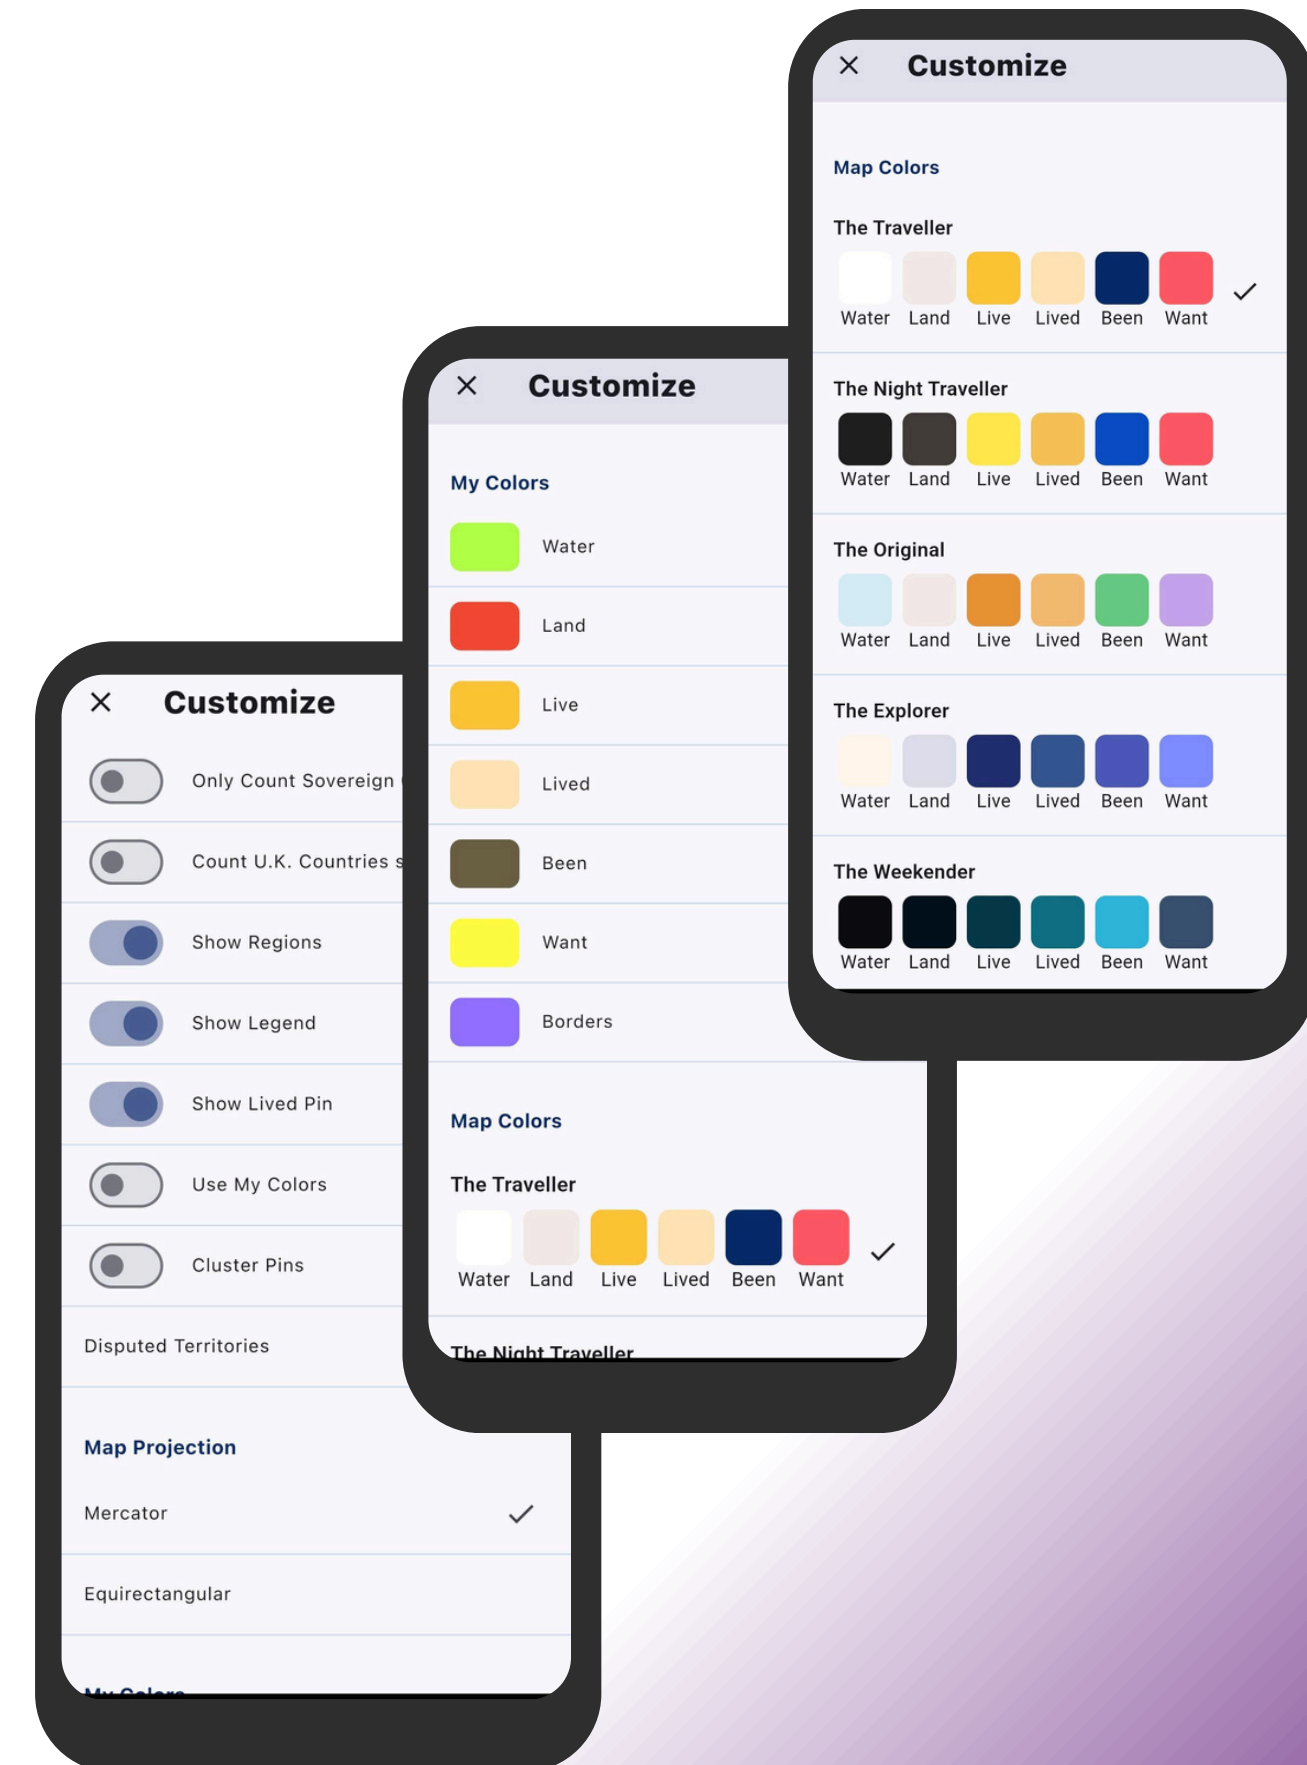 Customize
Only Count Sovereign
Count U.K. Countries s
Show Regions
Show Legend
Show Lived Pin
Use My Colors
Cluster Pins
Disputed Territories
Map Projection
Mercator
Equirectangular
My Colors
Customize
My Colors
Water
Land
Live
Lived
Been
Want
Borders
Map Colors
The Traveller
Water Land Live Lived Been Want
The Night Traveller
Customize
Map Colors
The Traveller
Water Land Live Lived Been Want
The Night Traveller
Water Land Live Lived Been Want
The Original
Water Land Live Lived Been Want
The Explorer
Water Land Live Lived Been Want
The Weekender
Water Land Live Lived Been Want